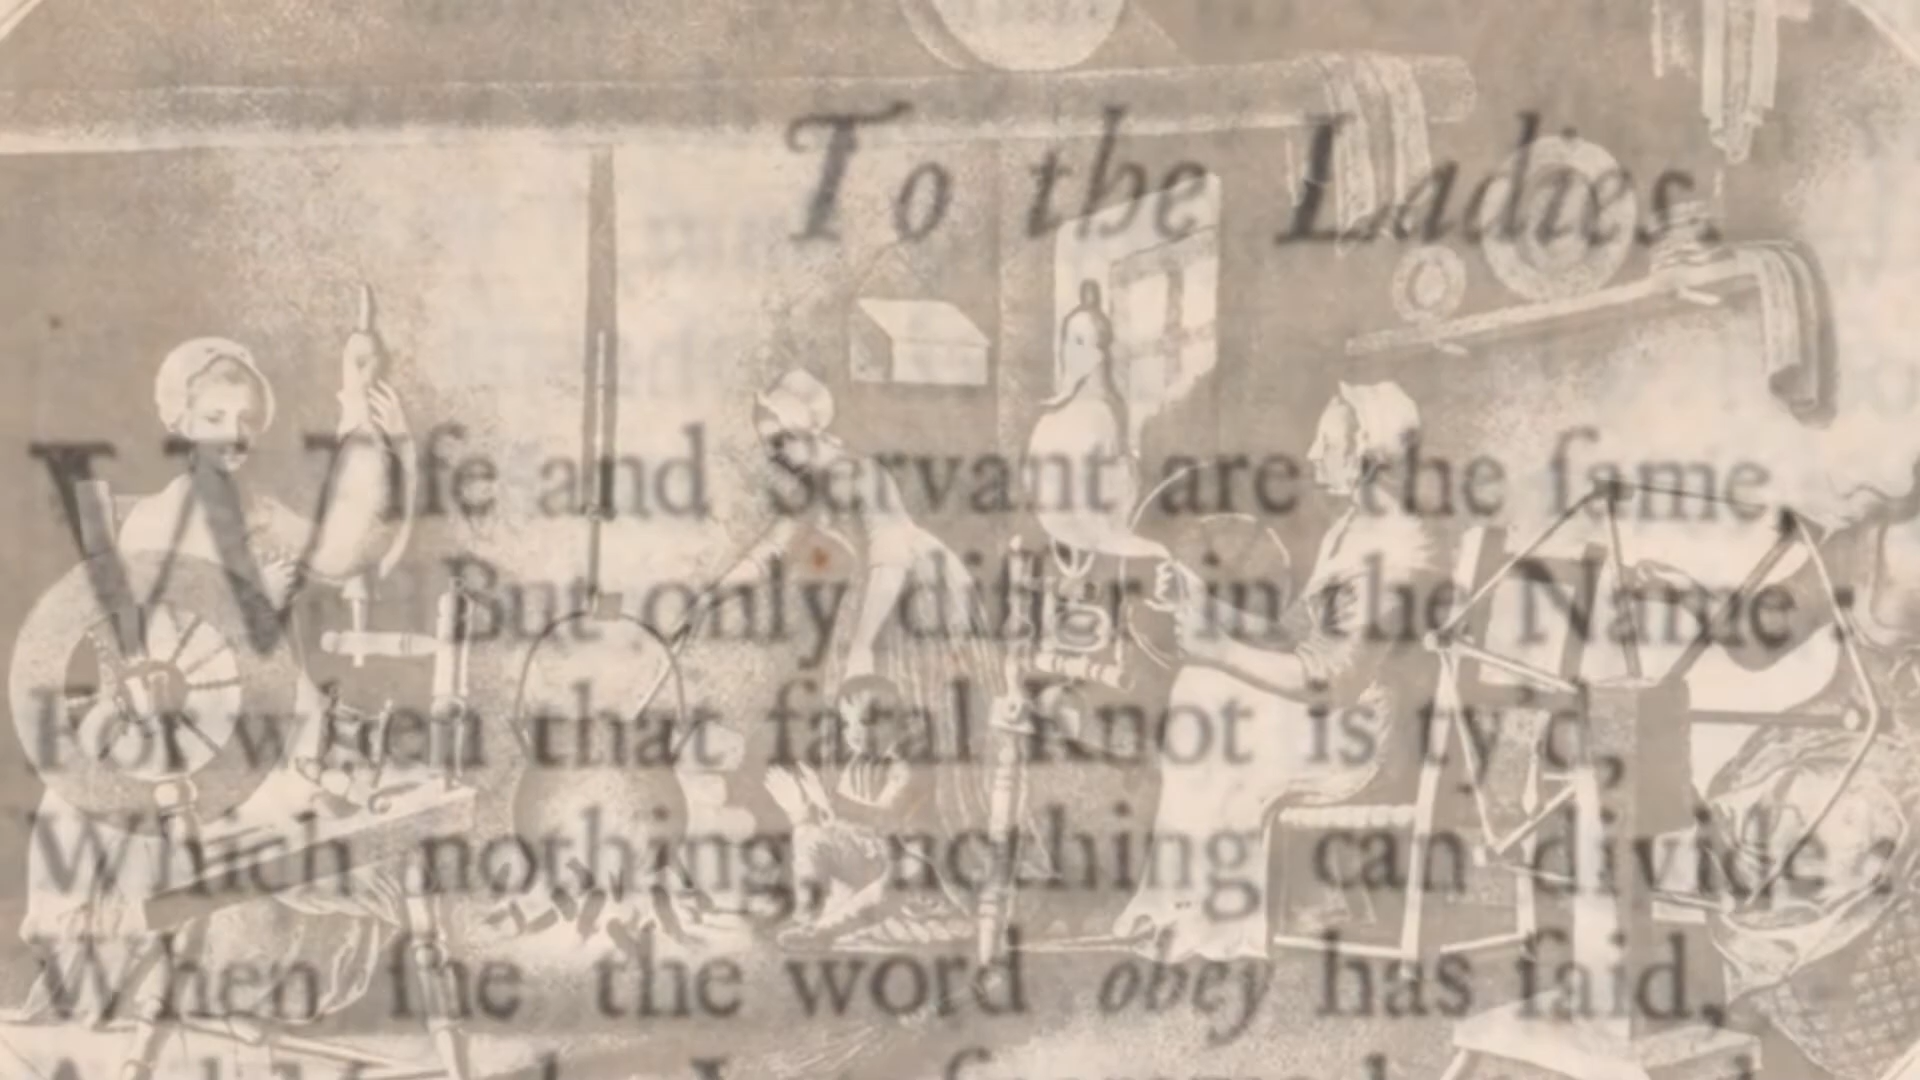 To the Ladies.
Wife and Servant are the ſame,
But only differ in the Name :
For when that fatal Knot is ty'd,
Which nothing, nothing can divide :
When ſhe the word obey has ſaid,